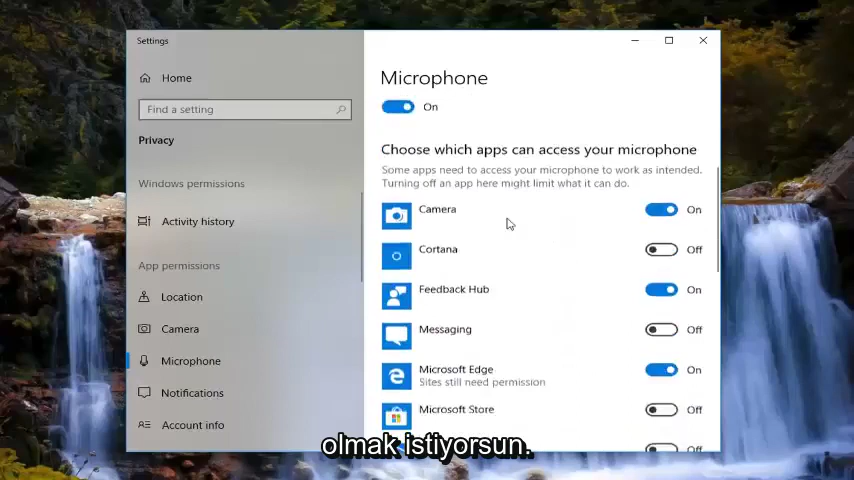 Settings
Home
Find a setting
Privacy
Windows permissions
Activity history
App permissions
Location
Camera
Microphone
Notifications
Account info
Microphone
On
Choose which apps can access your microphone
Some apps need to access your microphone to work as intended.
Turning off an app here might limit what it can do.
Camera On
Cortana Off
Feedback Hub On
Messaging Off
Microsoft Edge On
Sites still need permission
Microsoft Store Off
Off
olmak istiyorsun.